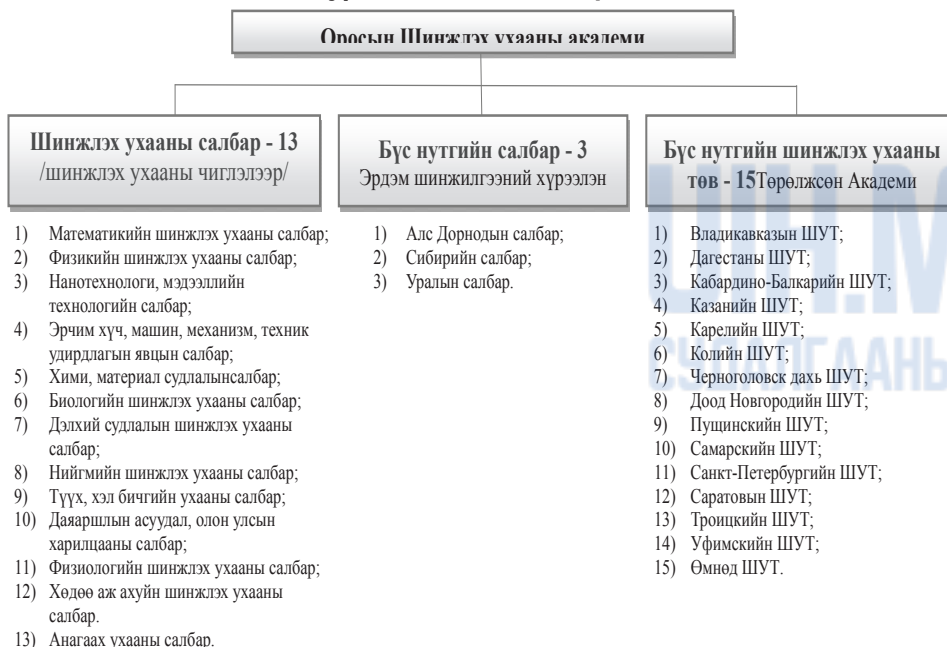 Оросын Шинжлэх ухааны академи
Шинжлэх ухааны салбар - 13
/шинжлэх ухааны чиглэлээр/
1) Математикийн шинжлэх ухааны салбар;
2) Физикийн шинжлэх ухааны салбар;
3) Нанотехнологи, мэдээллийн
технологийн салбар;
4) Эрчим хүч, машин, механизм, техник
удирдлагын явцын салбар;
5) Хими, материал судлалынсалбар;
6) Биологийн шинжлэх ухааны салбар;
7) Дэлхий судлалын шинжлэх ухааны
салбар;
8) Нийгмийн шинжлэх ухааны салбар;
9) Түүх, хэл бичгийн ухааны салбар;
10) Даяаршлын асуудал, олон улсын
харилцааны салбар;
11) Физиологийн шинжлэх ухааны салбар;
12) Хөдөө аж ахуйн шинжлэх ухааны
салбар.
13) Анагаах ухааны салбар.
Бүс нутгийн салбар - 3
Эрдэм шинжилгээний хүрээлэн
1) Алс Дорнодын салбар;
2) Сибирийн салбар;
3) Уралын салбар.
Бүс нутгийн шинжлэх ухааны
төв - 15Төрөлжсөн Академи
1) Владикавказын ШУТ;
2) Дагестаны ШУТ;
3) Кабардино-Балкарийн ШУТ;
4) Казанийн ШУТ;
5) Карелийн ШУТ;
6) Колийн ШУТ;
7) Черноголовск дахь ШУТ;
8) Доод Новгородийн ШУТ;
9) Пущинскийн ШУТ;
10) Самарскийн ШУТ;
11) Санкт-Петербургийн ШУТ;
12) Саратовын ШУТ;
13) Троицкийн ШУТ;
14) Уфимскийн ШУТ;
15) Өмнөд ШУТ.